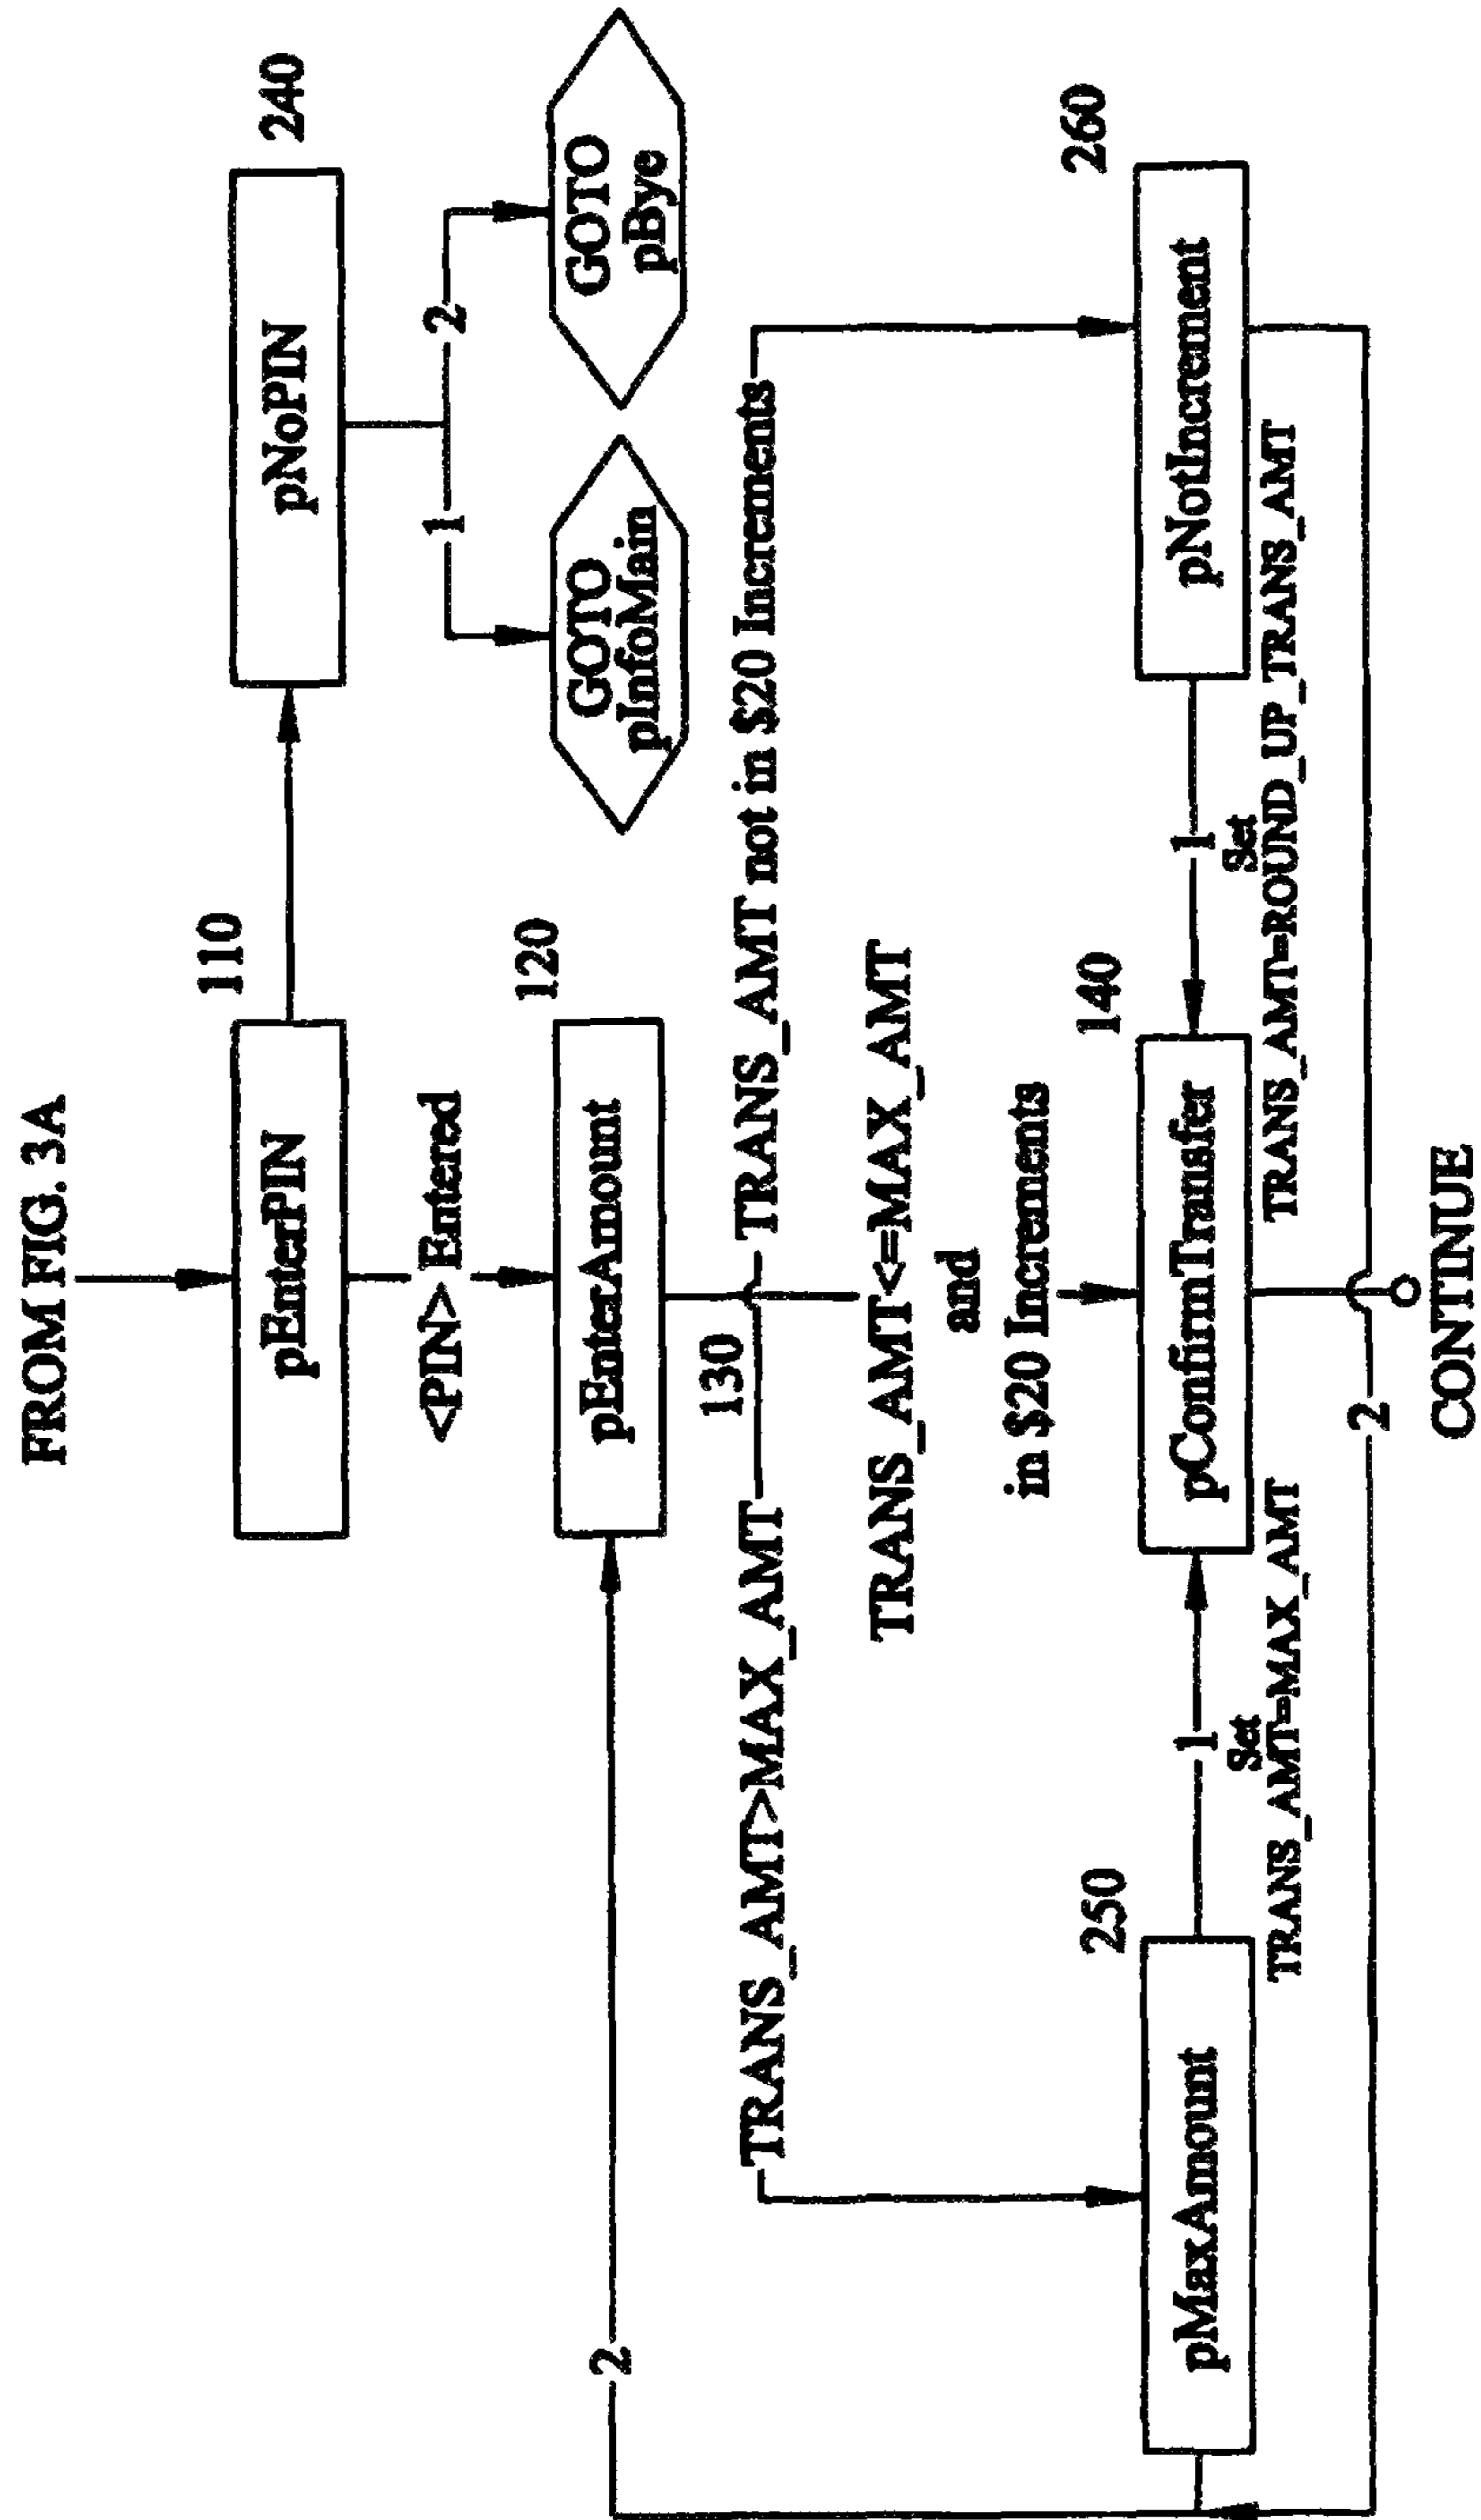 FROM FIG. 3A
110
pEnterPIN
240
pNoPIN
<PIN> Entered
1
2
GOTO
pInfoMain
GOTO
pBye
120
pEnterAmount
2
130
TRANS_AMT>MAX_AMT
TRANS_AMT not in $20 Increments
TRANS_AMT<=MAX_AMT
and
in $20 Increments
250
pMaxAmount
1
Set
TRANS_AMT=MAX_AMT
140
pConfirmTransfer
1
Set
TRANS_AMT=ROUND_UP_TRANS_AMT
260
pNotIncrement
2
CONTINUE